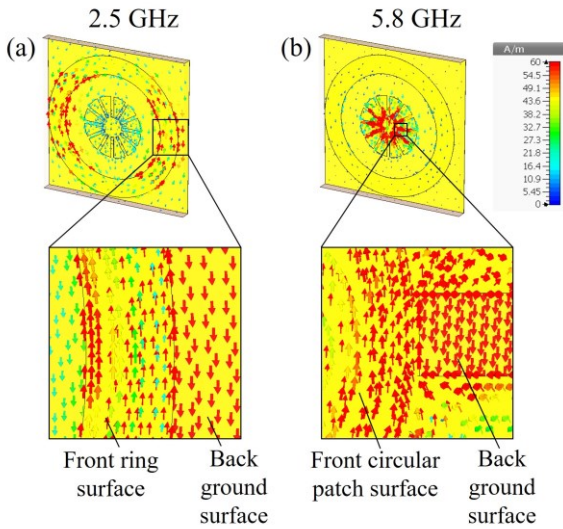 2.5 GHz
5.8 GHz
(a)
(b)
A/m
60
54.5
49.1
43.6
38.2
32.7
27.3
21.8
16.4
10.9
5.45
0
Front ring
surface
Back
ground
surface
Front circular
patch surface
Back
ground surface